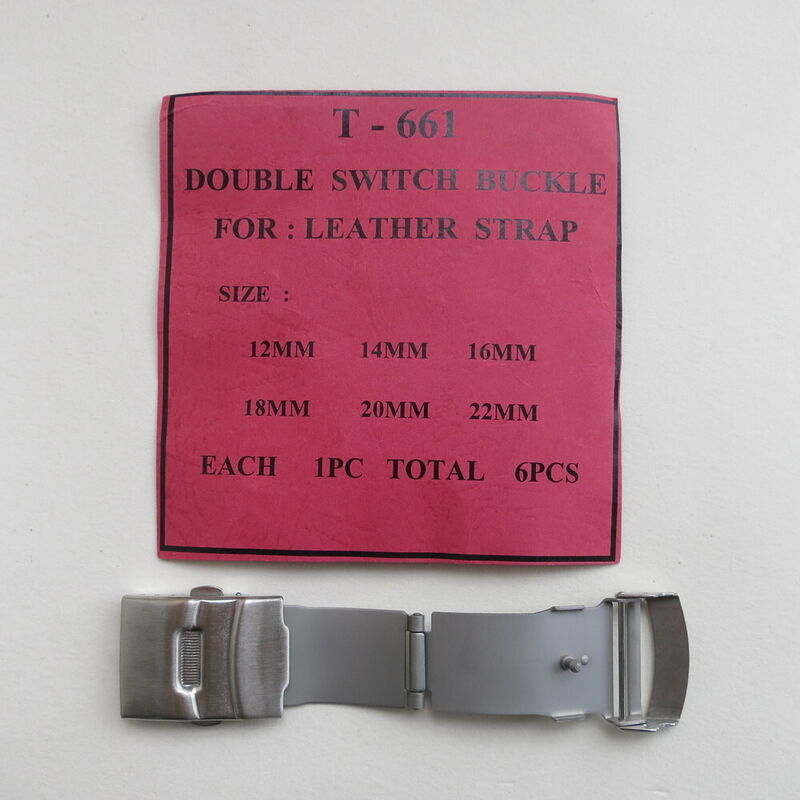 T - 661
DOUBLE SWITCH BUCKLE
FOR : LEATHER STRAP
SIZE :
12MM 14MM 16MM
18MM 20MM 22MM
EACH 1PC TOTAL 6PCS